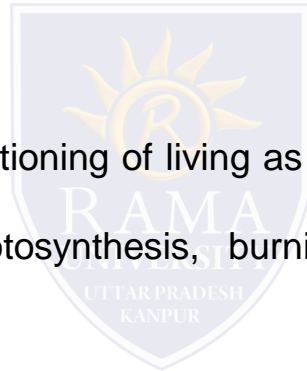 R
tioning of living as
RAMA
otosynthesis, burni
UNIVERSITY
UTTAR PRADESH
KANPUR